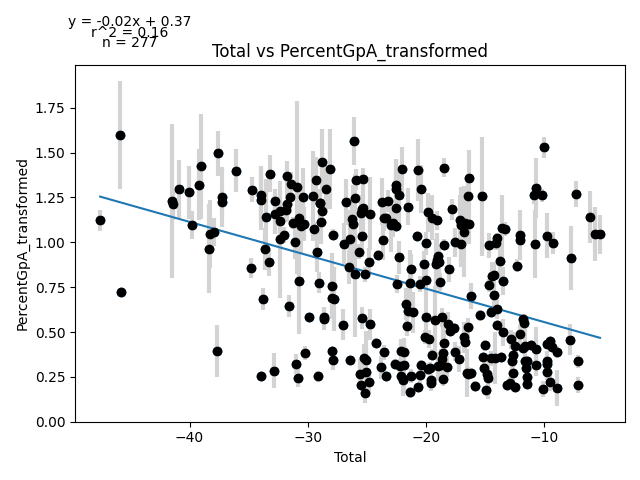 y = -0.02x + 0.37
r^2 = 0.16
n = 277
Total vs PercentGpA_transformed
PercentGpA_transformed
1.75
1.50
1.25
1.00
0.75
0.50
0.25
0.00
−40
−30
−20
−10
Total